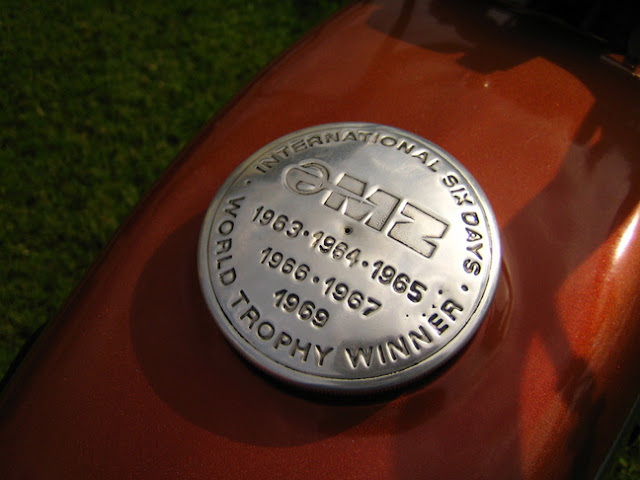 INTERNATIONAL SIX DAYS
MZ
1963·1964·1965
1966·1967
1969
WORLD TROPHY WINNER